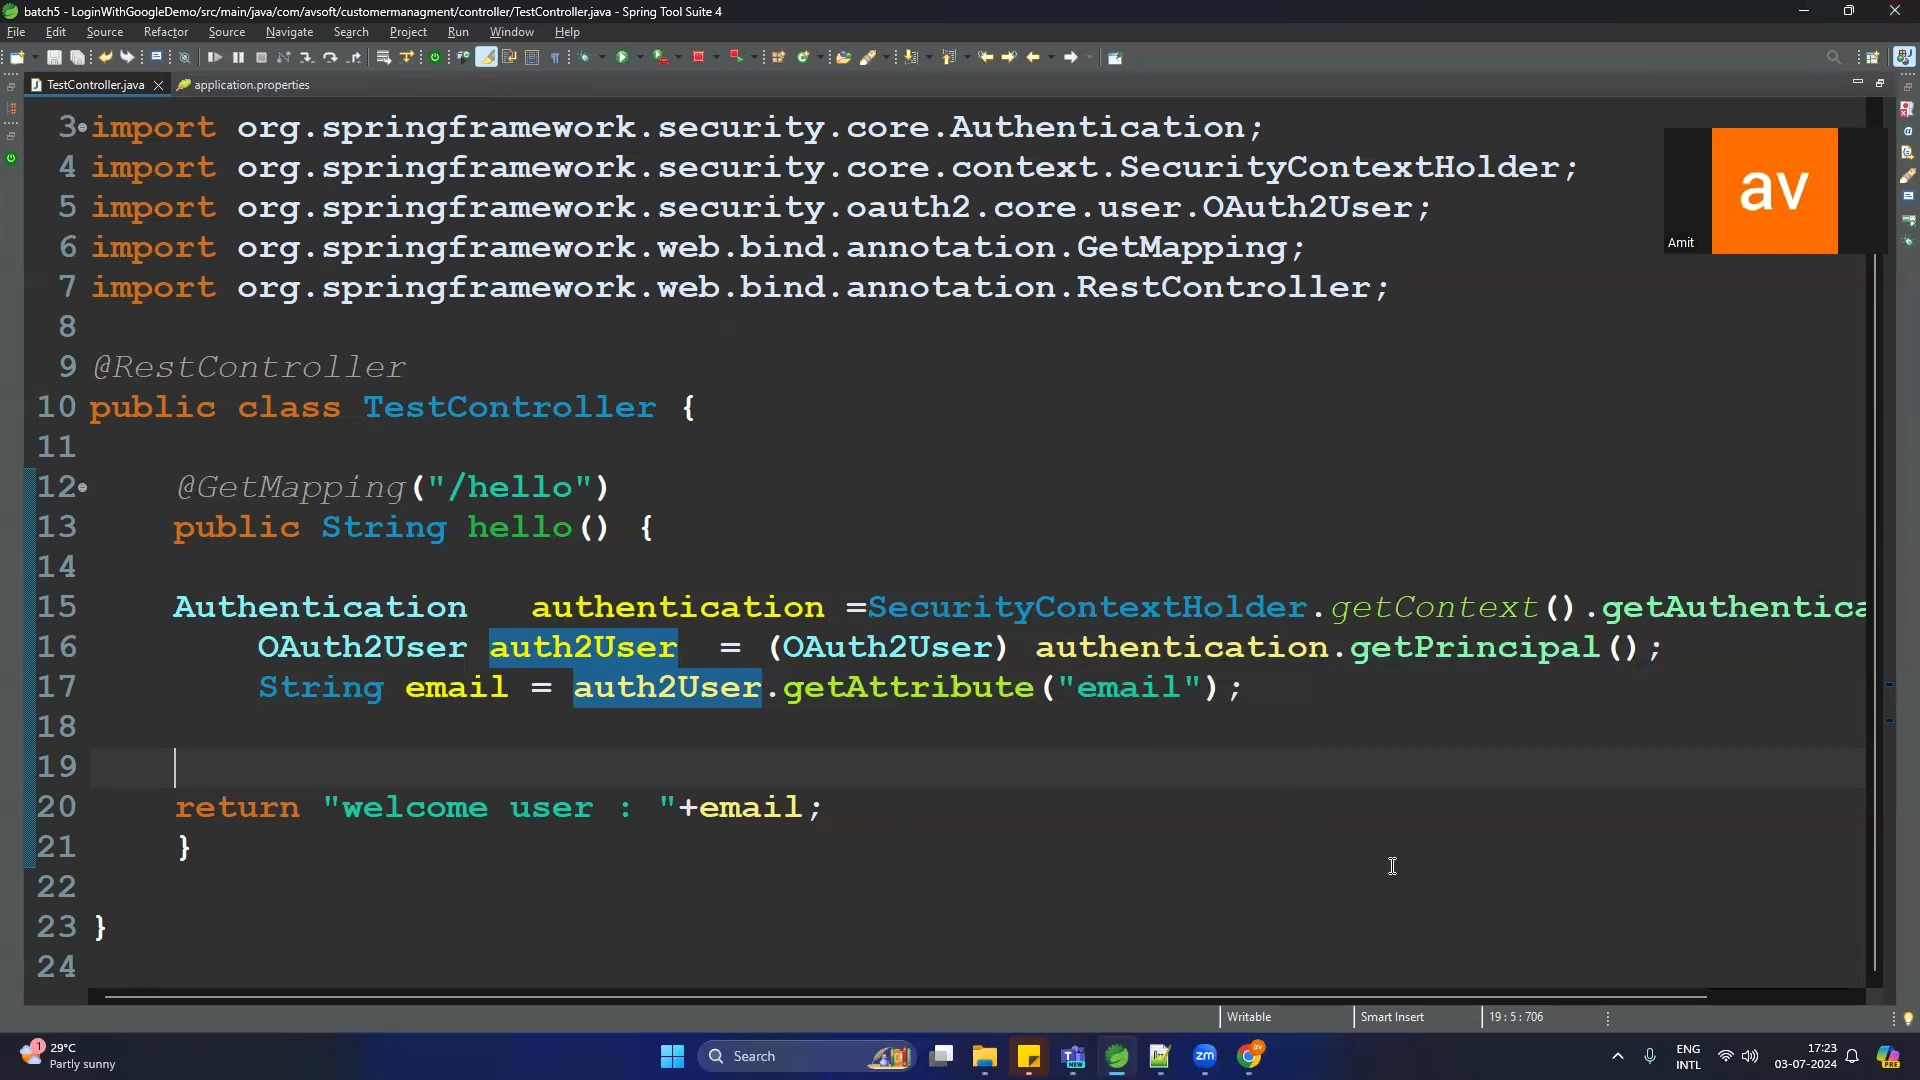 batch5 - LoginWithGoogleDemo/src/main/java/com/avsoft/customermanagment/controller/TestController.java - Spring Tool Suite 4
File Edit Source Refactor Source Navigate Search Project Run Window Help
TestController.java application.properties
3 import org.springframework.security.core.Authentication;
4 import org.springframework.security.core.context.SecurityContextHolder;
5 import org.springframework.security.oauth2.core.user.OAuth2User;
6 import org.springframework.web.bind.annotation.GetMapping;
7 import org.springframework.web.bind.annotation.RestController;
8
9 @RestController
10 public class TestController {
11
12 @GetMapping("/hello")
13 public String hello() {
14
15 Authentication authentication =SecurityContextHolder.getContext().getAuthentica
16 OAuth2User auth2User = (OAuth2User) authentication.getPrincipal();
17 String email = auth2User.getAttribute("email");
18
19
20 return "welcome user : "+email;
21 }
22
23 }
24
av
Amit
Writable Smart Insert 19 : 5 : 706
1
29°C
Partly sunny
Search
NEW
zm
av
ENG
INTL
17:23
03-07-2024
PRE